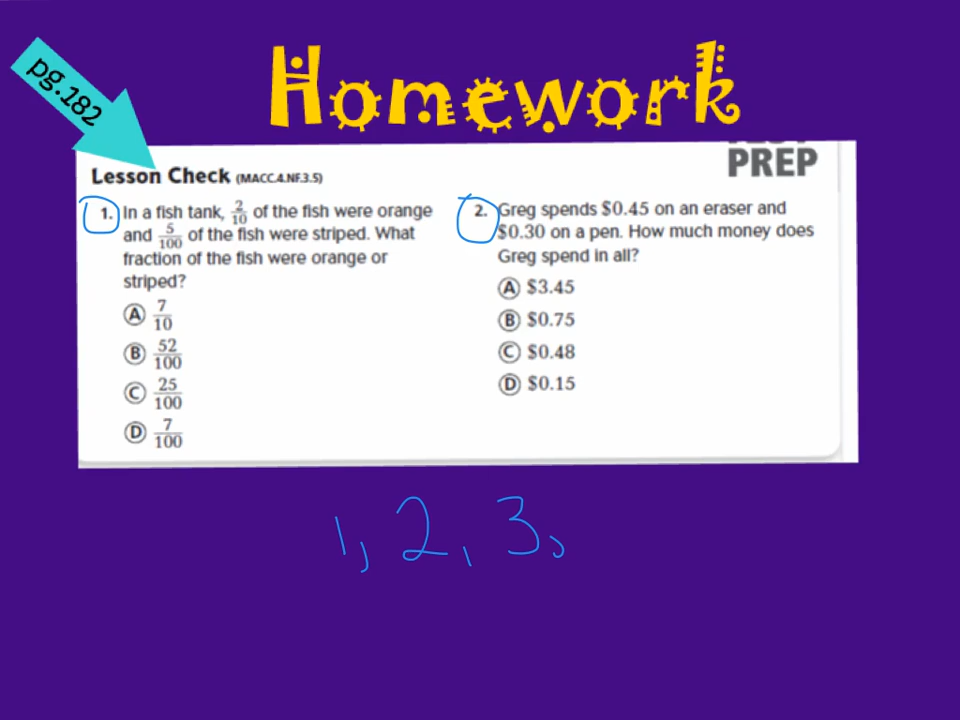 pg.182
Homework
TEST
PREP
Lesson Check (MACC.4.NF.3.5)
1. In a fish tank, 2/10 of the fish were orange
and 5/100 of the fish were striped. What
fraction of the fish were orange or
striped?
A 7/10
B 52/100
C 25/100
D 7/100
2. Greg spends $0.45 on an eraser and
$0.30 on a pen. How much money does
Greg spend in all?
A $3.45
B $0.75
C $0.48
D $0.15
1, 2, 3,